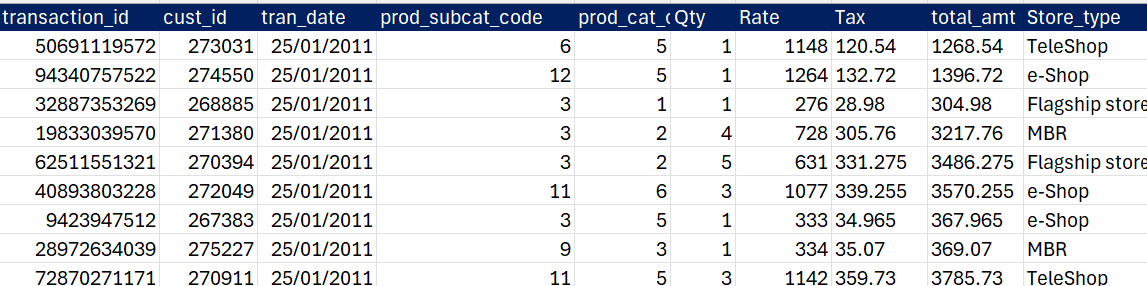 transaction_id cust_id tran_date prod_subcat_code prod_cat_c Qty Rate Tax total_amt Store_type
50691119572 273031 25/01/2011 6 5 1 1148 120.54 1268.54 TeleShop
94340757522 274550 25/01/2011 12 5 1 1264 132.72 1396.72 e-Shop
32887353269 268885 25/01/2011 3 1 1 276 28.98 304.98 Flagship store
19833039570 271380 25/01/2011 3 2 4 728 305.76 3217.76 MBR
62511551321 270394 25/01/2011 3 2 5 631 331.275 3486.275 Flagship store
40893803228 272049 25/01/2011 11 6 3 1077 339.255 3570.255 e-Shop
9423947512 267383 25/01/2011 3 5 1 333 34.965 367.965 e-Shop
28972634039 275227 25/01/2011 9 3 1 334 35.07 369.07 MBR
72870271171 270911 25/01/2011 11 5 3 1142 359.73 3785.73 TeleShop